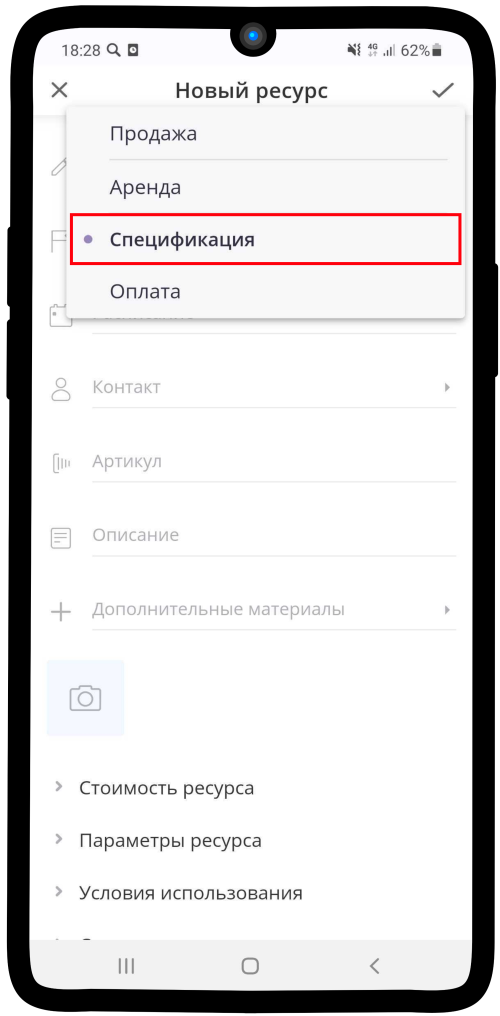 18:28 4G 62%
Новый ресурс
Продажа
Аренда
Спецификация
Оплата
Контакт
Артикул
Описание
Дополнительные материалы
Стоимость ресурса
Параметры ресурса
Условия использования